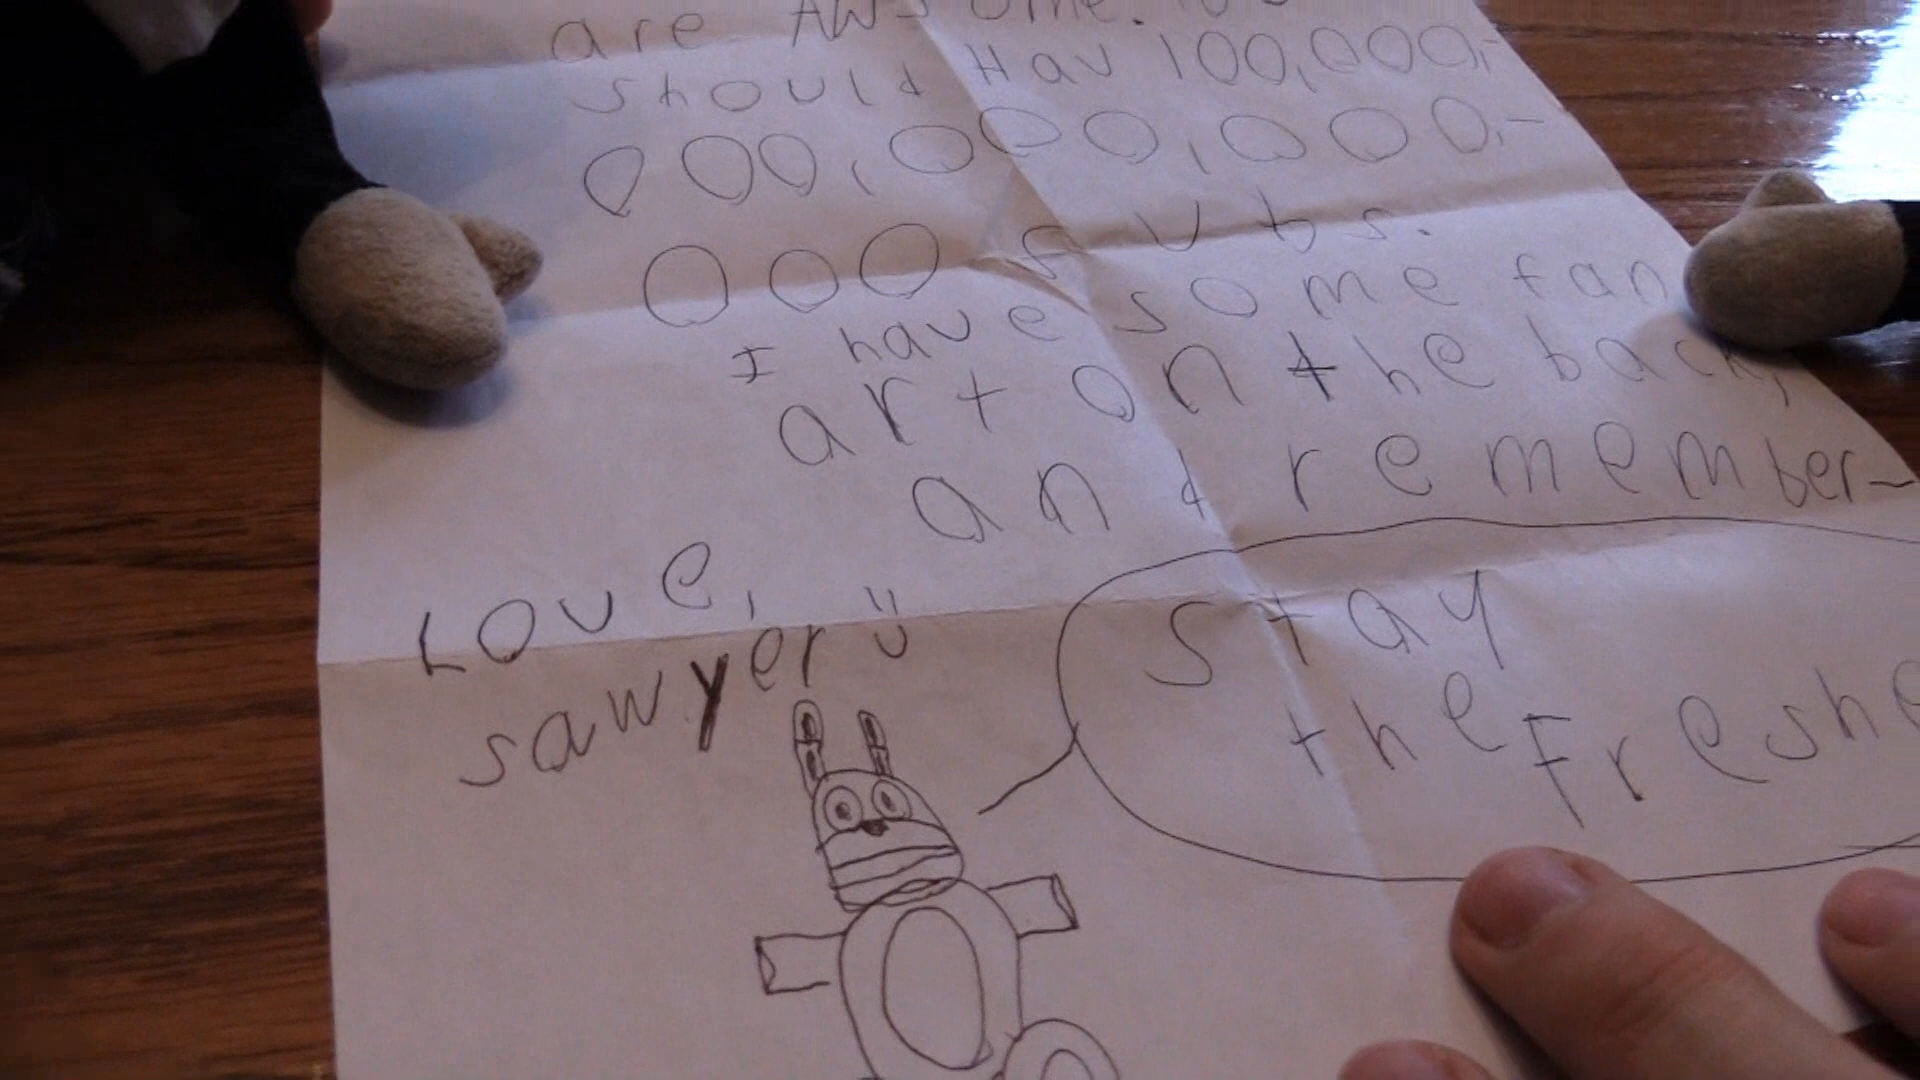 are AWsome.
should Hav 100,000,-
000,000,000,-
000 subs.
I have some fan
art on the back,
and remember-
Love,
sawyer
Stay
the Freshe